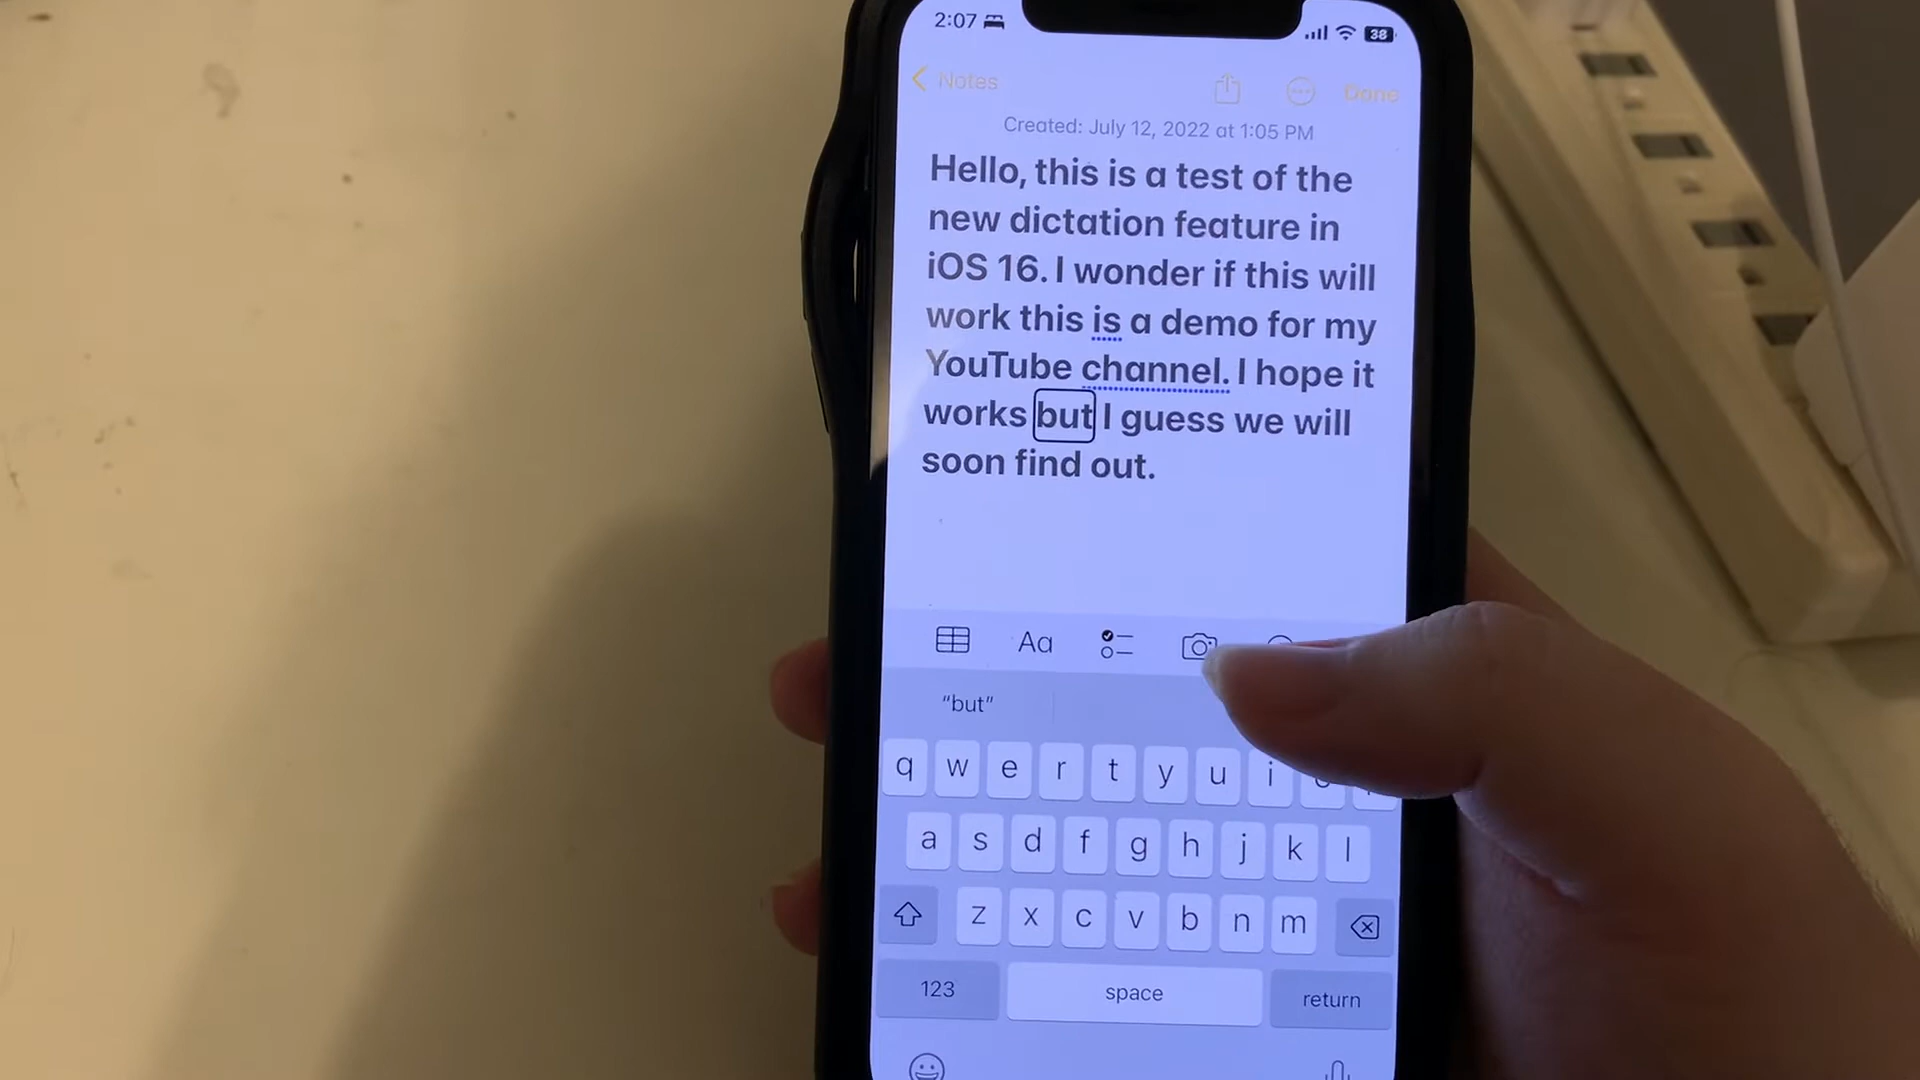 2:07 38
Notes Done
Created: July 12, 2022 at 1:05 PM
Hello, this is a test of the
new dictation feature in
iOS 16. I wonder if this will
work this is a demo for my
YouTube channel. I hope it
works but I guess we will
soon find out.
Aa
“but”
q w e r t y u i
a s d f g h j k l
z x c v b n m
123 space return